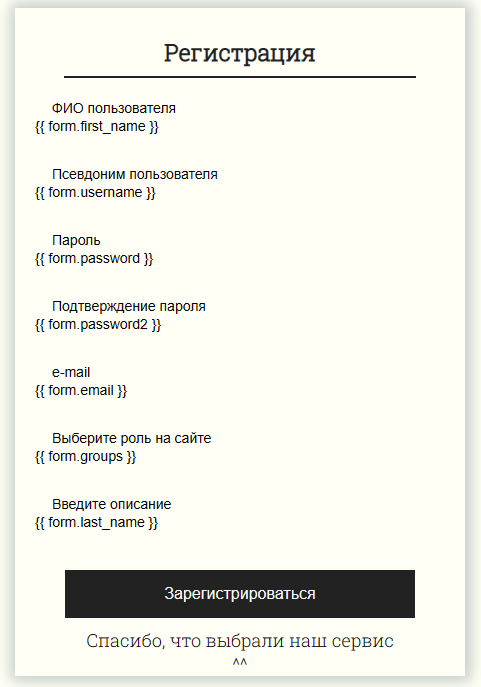 Регистрация
ФИО пользователя
{{ form.first_name }}
Псевдоним пользователя
{{ form.username }}
Пароль
{{ form.password }}
Подтверждение пароля
{{ form.password2 }}
e-mail
{{ form.email }}
Выберите роль на сайте
{{ form.groups }}
Введите описание
{{ form.last_name }}
Зарегистрироваться
Спасибо, что выбрали наш сервис
^^